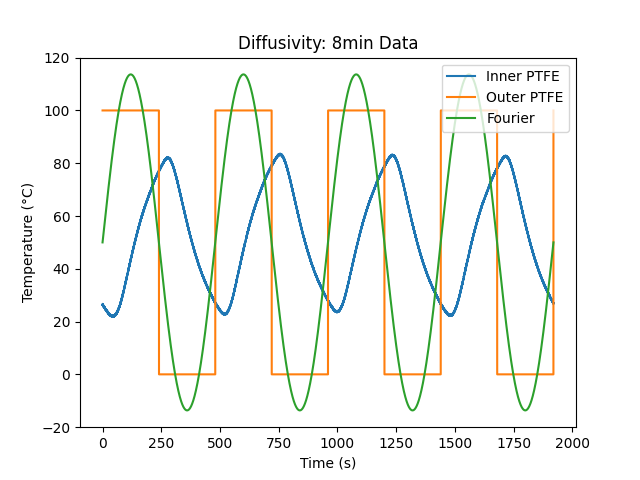 Diffusivity: 8min Data
Inner PTFE
Outer PTFE
Fourier
Temperature (°C)
120
100
80
60
40
20
0
−20
0 250 500 750 1000 1250 1500 1750 2000
Time (s)